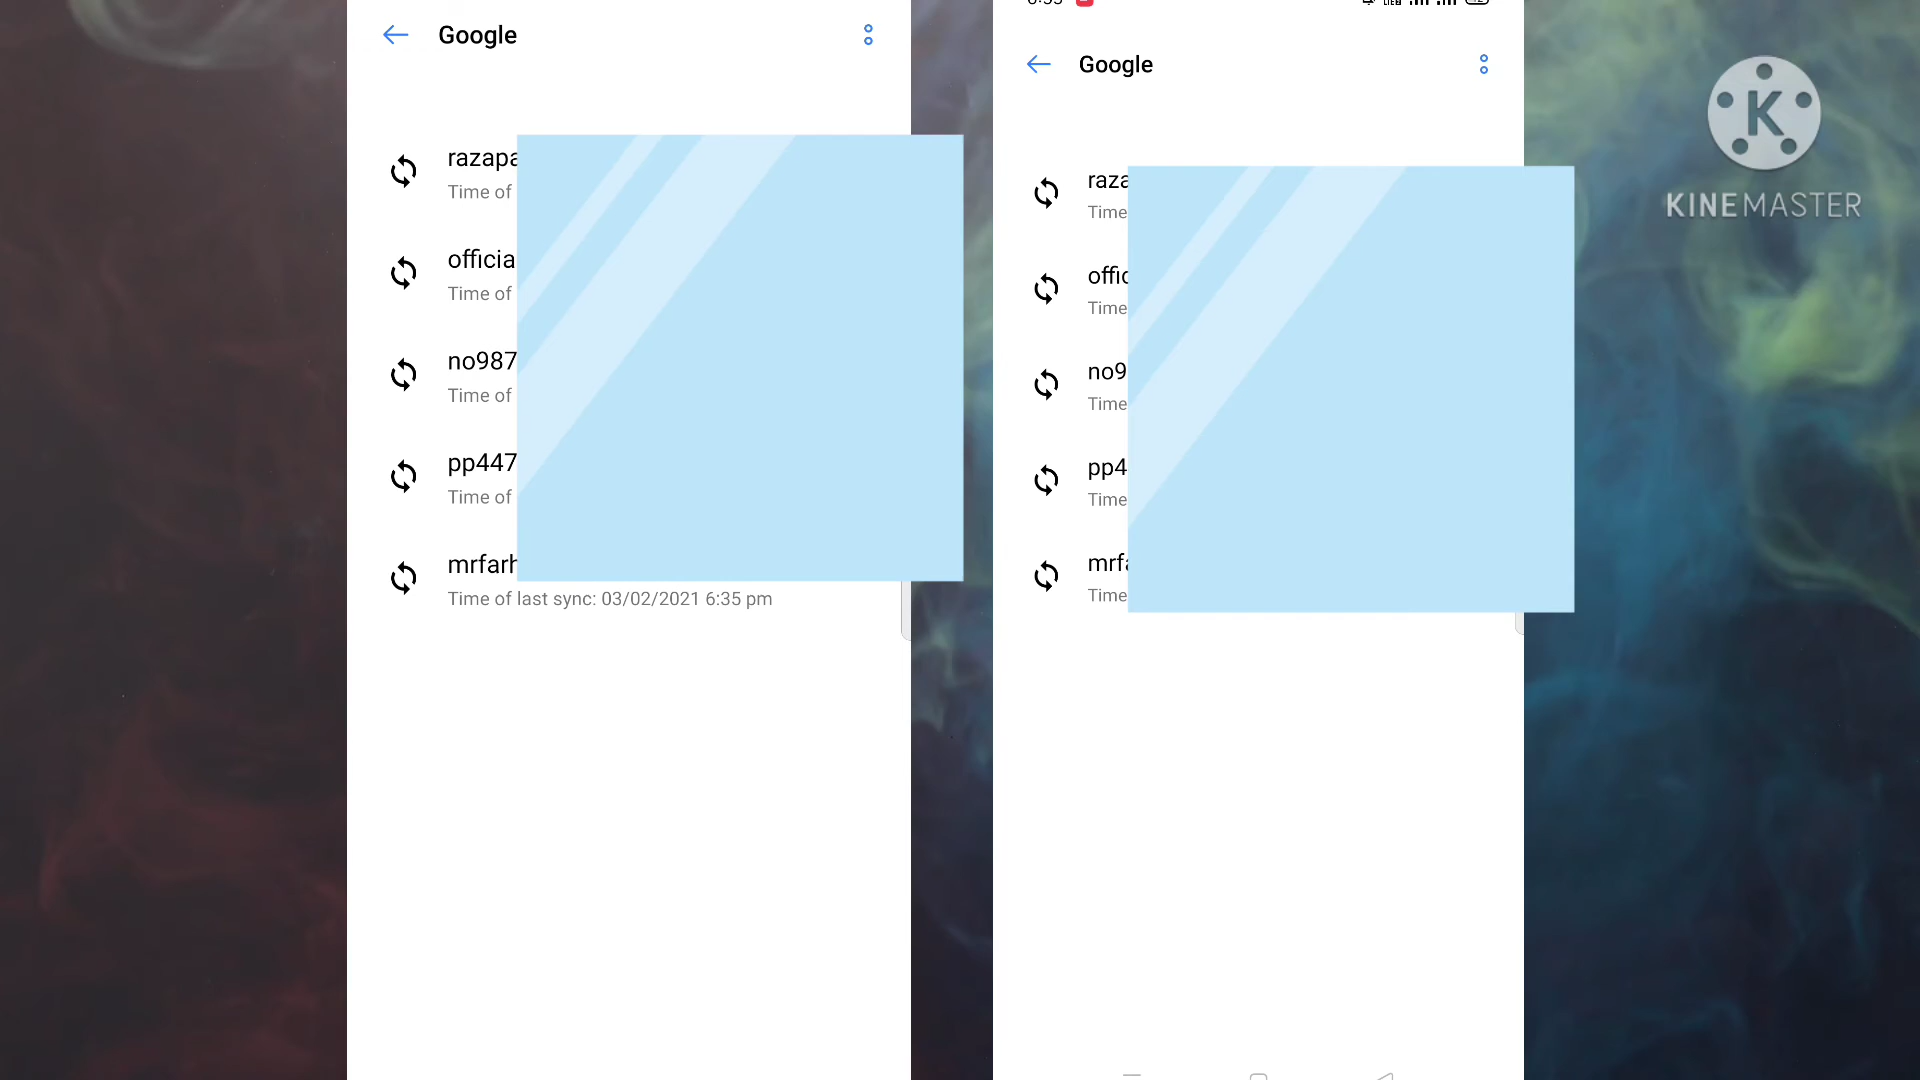 Google
razapa
Time of
officia
Time of
no987
Time of
pp447
Time of
mrfarh
Time of last sync: 03/02/2021 6:35 pm
Google
raza
Time
offic
Time
no9
Time
pp4
Time
mrfa
Time
K
KINEMASTER